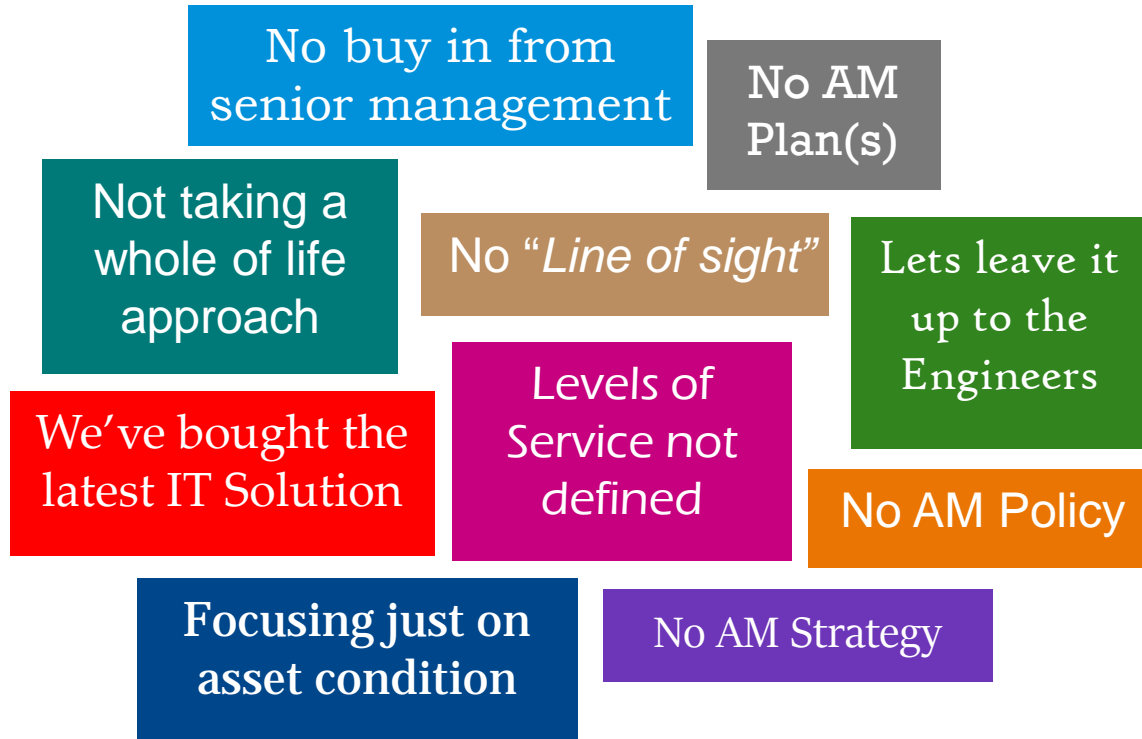 No buy in from
senior management
No AM
Plan(s)
Not taking a
whole of life
approach
No “Line of sight”
Lets leave it
up to the
Engineers
Levels of
Service not
defined
We’ve bought the
latest IT Solution
No AM Policy
Focusing just on
asset condition
No AM Strategy